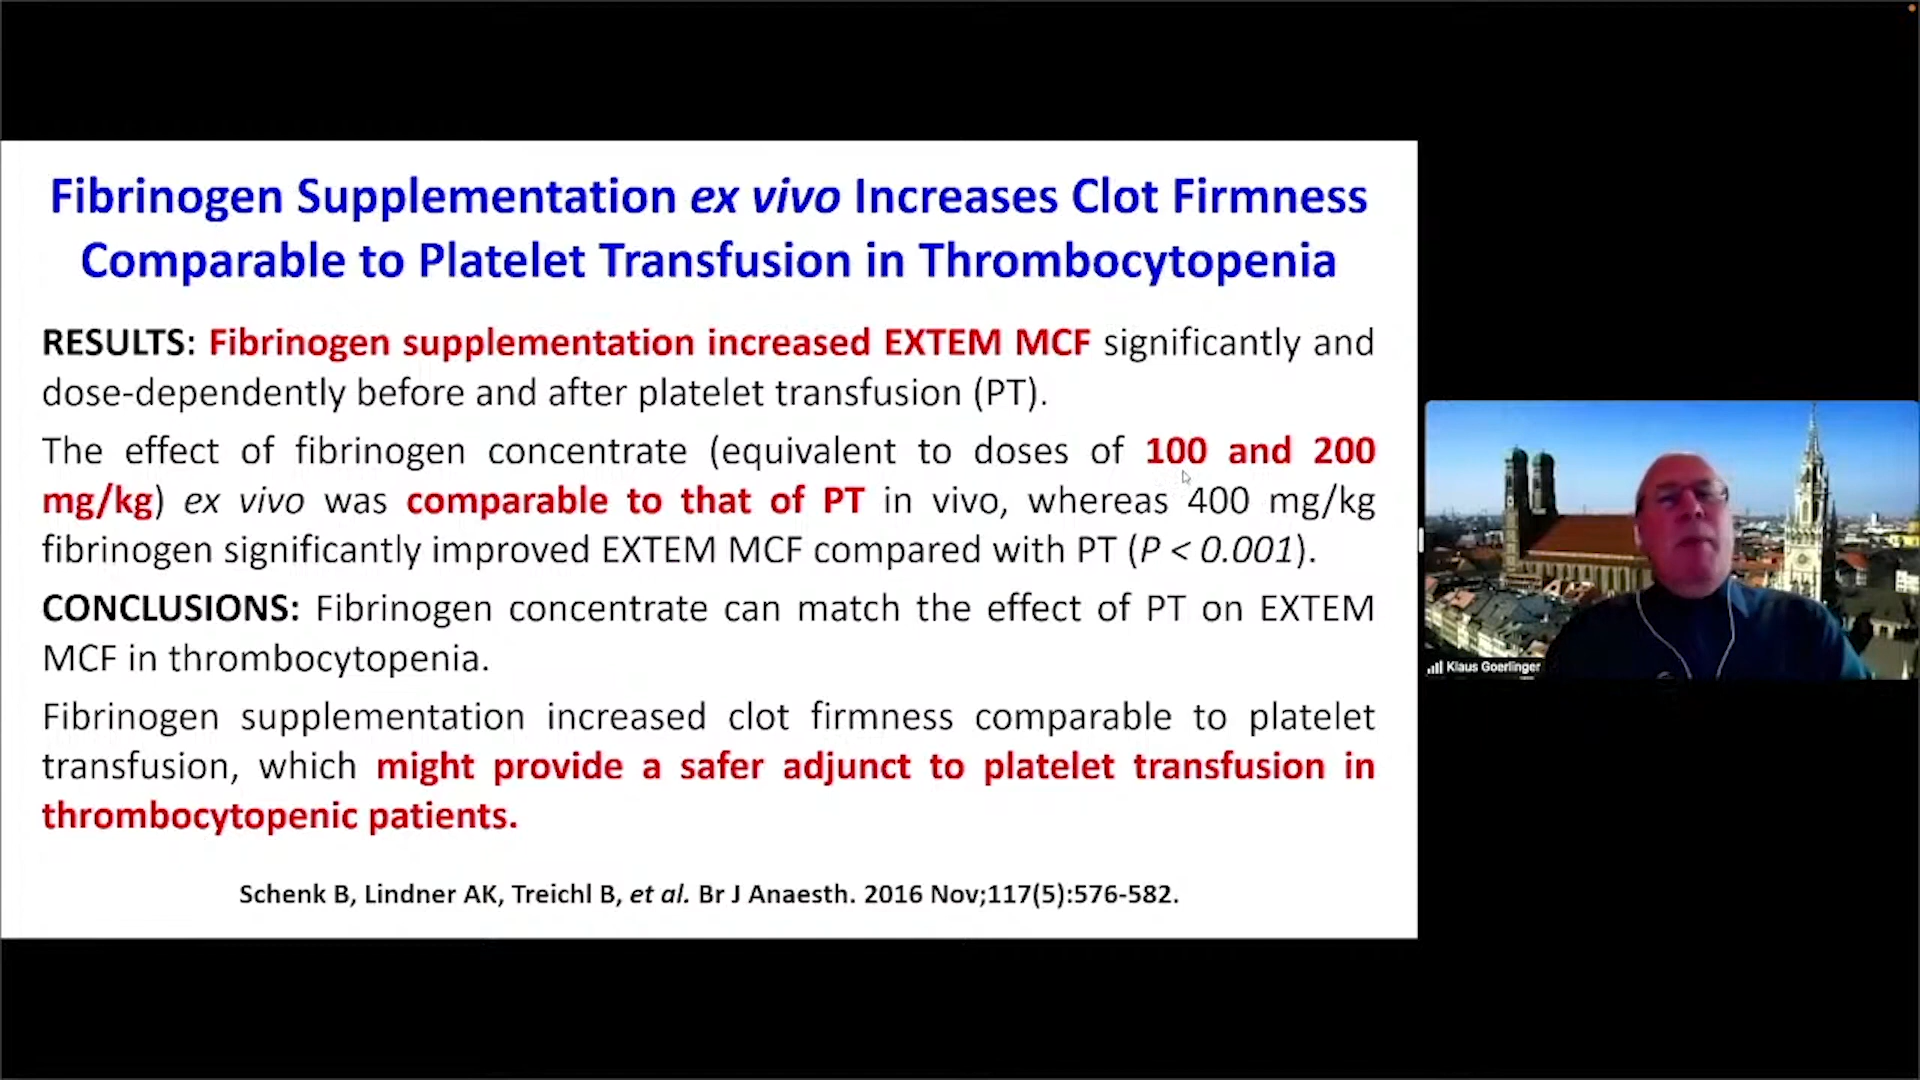 Fibrinogen Supplementation ex vivo Increases Clot Firmness
Comparable to Platelet Transfusion in Thrombocytopenia
RESULTS: Fibrinogen supplementation increased EXTEM MCF significantly and
dose-dependently before and after platelet transfusion (PT).
The effect of fibrinogen concentrate (equivalent to doses of 100 and 200
mg/kg) ex vivo was comparable to that of PT in vivo, whereas 400 mg/kg
fibrinogen significantly improved EXTEM MCF compared with PT (P < 0.001).
CONCLUSIONS: Fibrinogen concentrate can match the effect of PT on EXTEM
MCF in thrombocytopenia.
Fibrinogen supplementation increased clot firmness comparable to platelet
transfusion, which might provide a safer adjunct to platelet transfusion in
thrombocytopenic patients.
Schenk B, Lindner AK, Treichl B, et al. Br J Anaesth. 2016 Nov;117(5):576-582.
Klaus Goerlinger